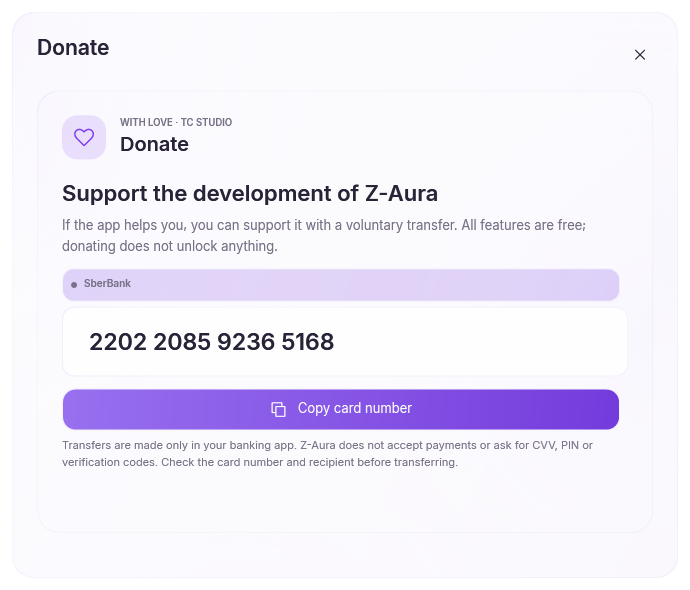 Donate
WITH LOVE · TC STUDIO
Donate
Support the development of Z-Aura
If the app helps you, you can support it with a voluntary transfer. All features are free;
donating does not unlock anything.
SberBank
2202 2085 9236 5168
Copy card number
Transfers are made only in your banking app. Z-Aura does not accept payments or ask for CVV, PIN or
verification codes. Check the card number and recipient before transferring.